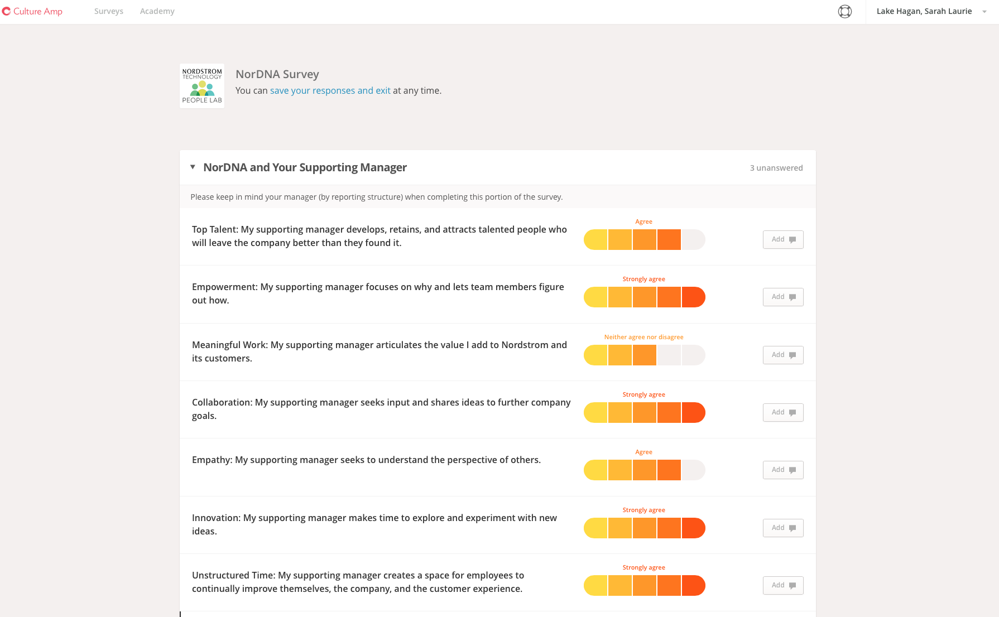 Culture Amp
Surveys
Academy
Lake Hagan, Sarah Laurie
NORDSTROM
TECHNOLOGY
PEOPLE LAB
NorDNA Survey
You can save your responses and exit at any time.
NorDNA and Your Supporting Manager
3 unanswered
Please keep in mind your manager (by reporting structure) when completing this portion of the survey.
Top Talent: My supporting manager develops, retains, and attracts talented people who
will leave the company better than they found it.
Agree
Add
Empowerment: My supporting manager focuses on why and lets team members figure
out how.
Strongly agree
Add
Meaningful Work: My supporting manager articulates the value I add to Nordstrom and
its customers.
Neither agree nor disagree
Add
Collaboration: My supporting manager seeks input and shares ideas to further company
goals.
Strongly agree
Add
Empathy: My supporting manager seeks to understand the perspective of others.
Agree
Add
Innovation: My supporting manager makes time to explore and experiment with new
ideas.
Strongly agree
Add
Unstructured Time: My supporting manager creates a space for employees to
continually improve themselves, the company, and the customer experience.
Strongly agree
Add